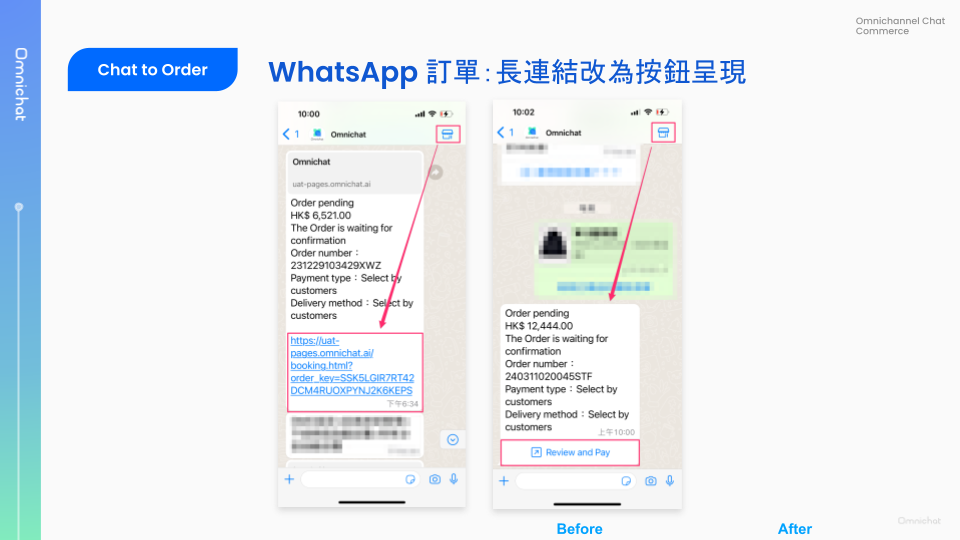 Omnichannel Chat
Commerce
Omnichat
Chat to Order
WhatsApp 訂單：長連結改為按鈕呈現
10:00
1
Omnichat
Omnichat
uat-pages.omnichat.ai
Order pending
HK$ 6,521.00
The Order is waiting for
confirmation
Order number：
231229103429XWZ
Payment type：Select by
customers
Delivery method：Select by
customers
https://uat-
pages.omnichat.ai/
booking.html?
order_key=SSK5LGIR7RT42
DCM4RUOXPYNJ2K6KEPS
下午6:34
10:02
1
Omnichat
Order pending
HK$ 12,444.00
The Order is waiting for
confirmation
Order number：
240311020045STF
Payment type：Select by
customers
Delivery method：Select by
customers
上午10:00
Review and Pay
Before
After
Omnichat